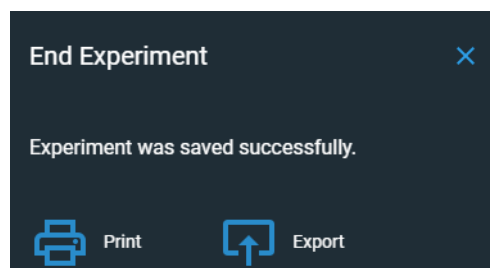 End Experiment
Experiment was saved successfully.
Print
Export